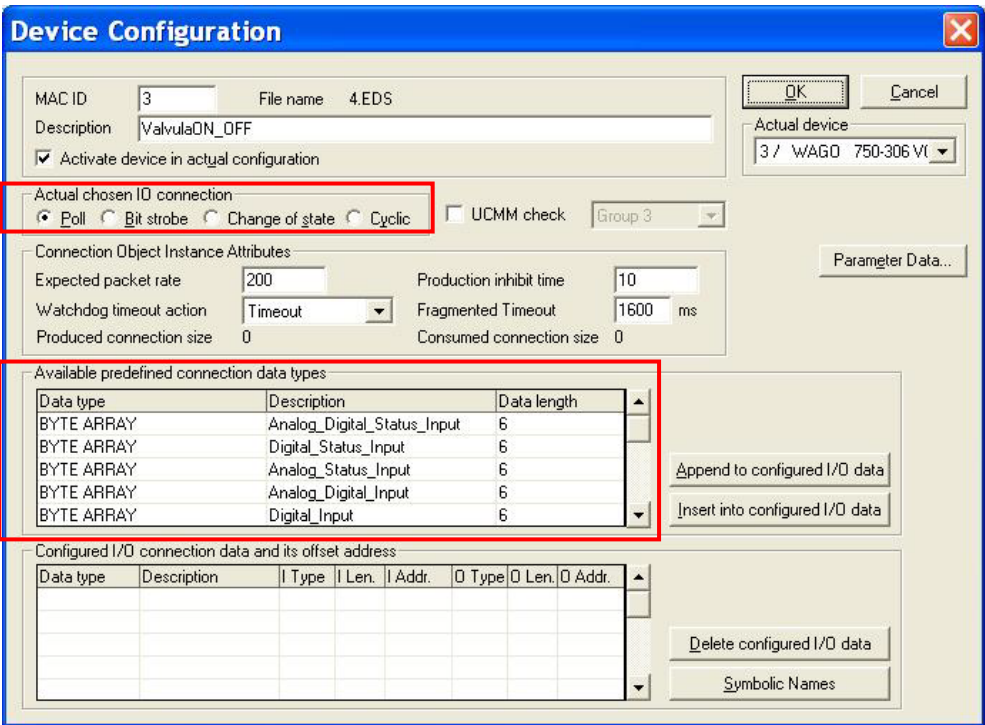 Device Configuration
MAC ID 3 File name 4.EDS
OK Cancel
Description ValvulaON_OFF
Actual device
Activate device in actual configuration
3 / WAGO 750-306
Actual chosen IO connection
Poll Bit strobe Change of state Cyclic
UCMM check Group 3
Connection Object Instance Attributes
Parameter Data...
Expected packet rate 200 Production inhibit time 10
Watchdog timeout action Timeout Fragmented Timeout 1600 ms
Produced connection size 0 Consumed connection size 0
Available predefined connection data types
Data type Description Data length
BYTE ARRAY Analog_Digital_Status_Input 6
BYTE ARRAY Digital_Status_Input 6
BYTE ARRAY Analog_Status_Input 6
BYTE ARRAY Analog_Digital_Input 6
BYTE ARRAY Digital_Input 6
Append to configured I/O data
Insert into configured I/O data
Configured I/O connection data and its offset address
Data type Description I Type I Len. I Addr. O Type O Len. O Addr.
Delete configured I/O data
Symbolic Names